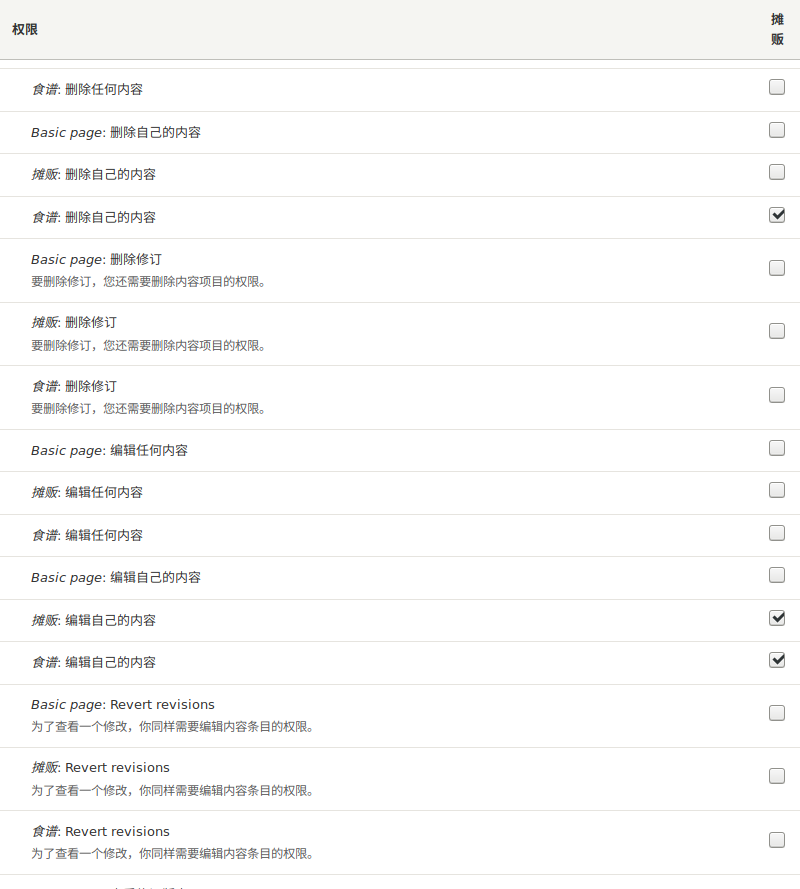 权限
摊
贩
食谱: 删除任何内容
Basic page: 删除自己的内容
摊贩: 删除自己的内容
食谱: 删除自己的内容
Basic page: 删除修订
要删除修订，您还需要删除内容项目的权限。
摊贩: 删除修订
要删除修订，您还需要删除内容项目的权限。
食谱: 删除修订
要删除修订，您还需要删除内容项目的权限。
Basic page: 编辑任何内容
摊贩: 编辑任何内容
食谱: 编辑任何内容
Basic page: 编辑自己的内容
摊贩: 编辑自己的内容
食谱: 编辑自己的内容
Basic page: Revert revisions
为了查看一个修改，你同样需要编辑内容条目的权限。
摊贩: Revert revisions
为了查看一个修改，你同样需要编辑内容条目的权限。
食谱: Revert revisions
为了查看一个修改，你同样需要编辑内容条目的权限。